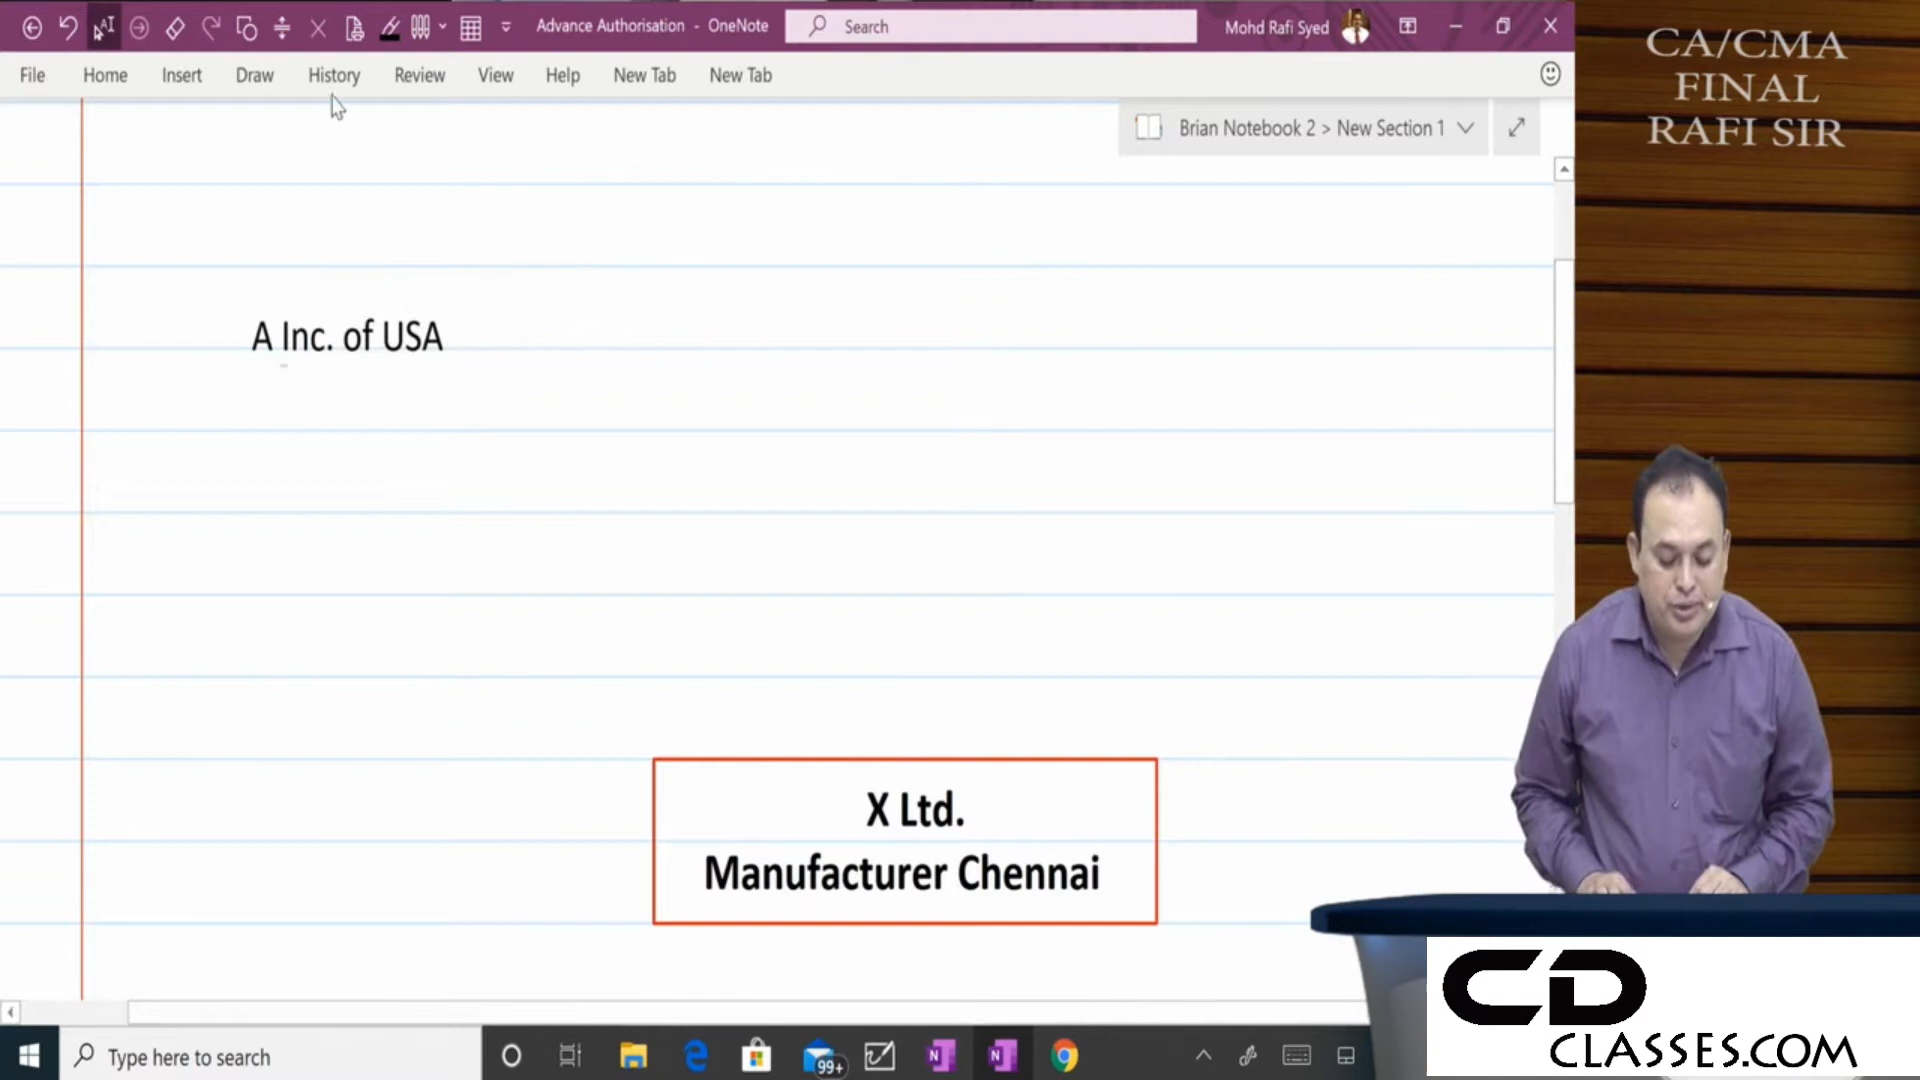 Advance Authorisation - OneNote
Search
Mohd Rafi Syed
File Home Insert Draw History Review View Help New Tab New Tab
Brian Notebook 2 > New Section 1
A Inc. of USA
X Ltd.
Manufacturer Chennai
CA/CMA
FINAL
RAFI SIR
Type here to search
99+
CD
CLASSES.COM